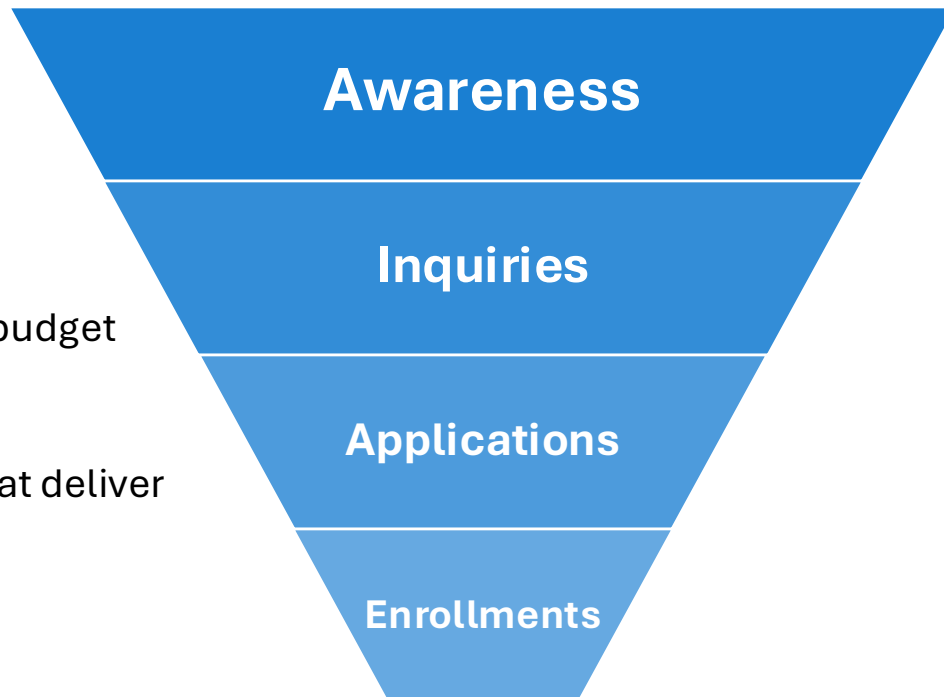 Awareness
Inquiries
budget
Applications
at deliver
Enrollments